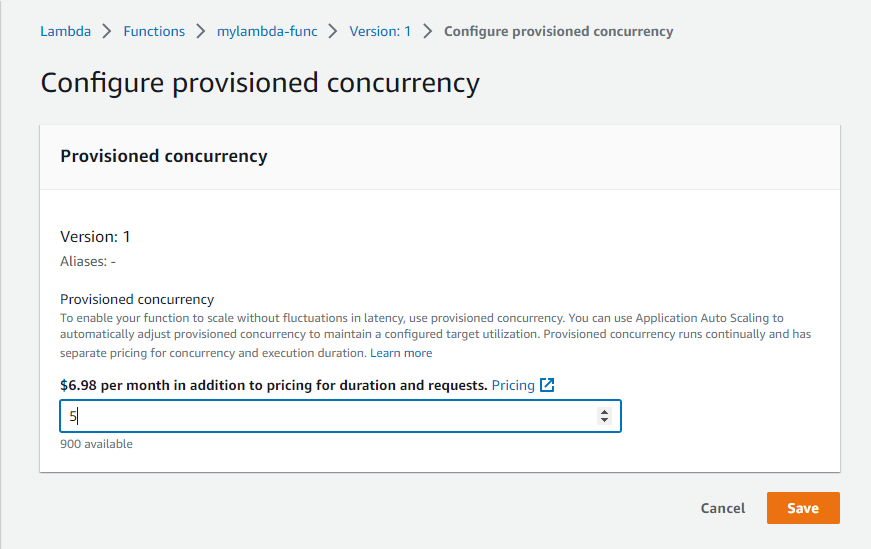 Lambda > Functions > mylambda-func > Version: 1 > Configure provisioned concurrency
Configure provisioned concurrency
Provisioned concurrency
Version: 1
Aliases: -
Provisioned concurrency
To enable your function to scale without fluctuations in latency, use provisioned concurrency. You can use Application Auto Scaling to
automatically adjust provisioned concurrency to maintain a configured target utilization. Provisioned concurrency runs continually and has
separate pricing for concurrency and execution duration. Learn more
$6.98 per month in addition to pricing for duration and requests. Pricing
5
900 available
Cancel Save